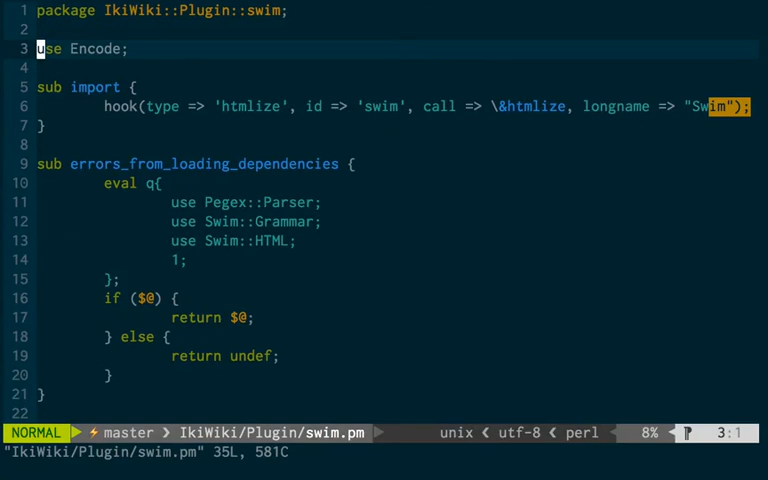 1 package IkiWiki::Plugin::swim;
2
3 use Encode;
4
5 sub import {
6 hook(type => 'htmlize', id => 'swim', call => \&htmlize, longname => "Swim");
7 }
8
9 sub errors_from_loading_dependencies {
10 eval q{
11 use Pegex::Parser;
12 use Swim::Grammar;
13 use Swim::HTML;
14 1;
15 };
16 if ($@) {
17 return $@;
18 } else {
19 return undef;
20 }
21 }
22
NORMAL ⚡ master ❯ IkiWiki/Plugin/swim.pm unix ❮ utf-8 ❮ perl 8% ⁋ 3:1
"IkiWiki/Plugin/swim.pm" 35L, 581C